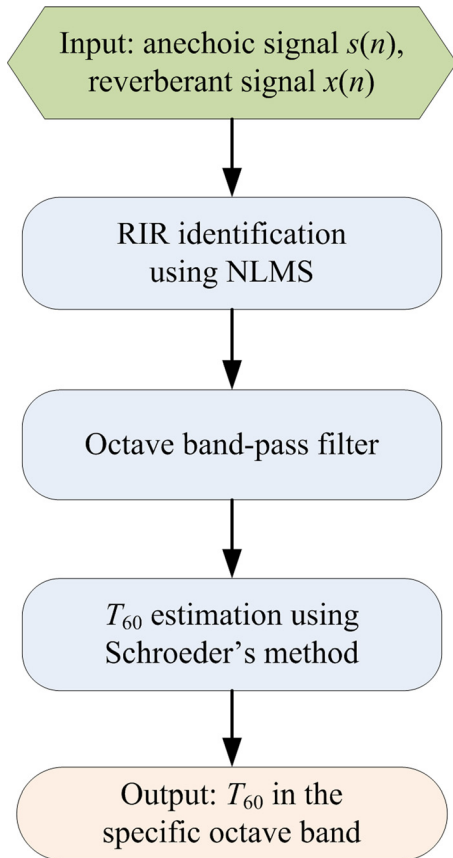 Input: anechoic signal s(n),
reverberant signal x(n)
RIR identification
using NLMS
Octave band-pass filter
T₆₀ estimation using
Schroeder’s method
Output: T₆₀ in the
specific octave band